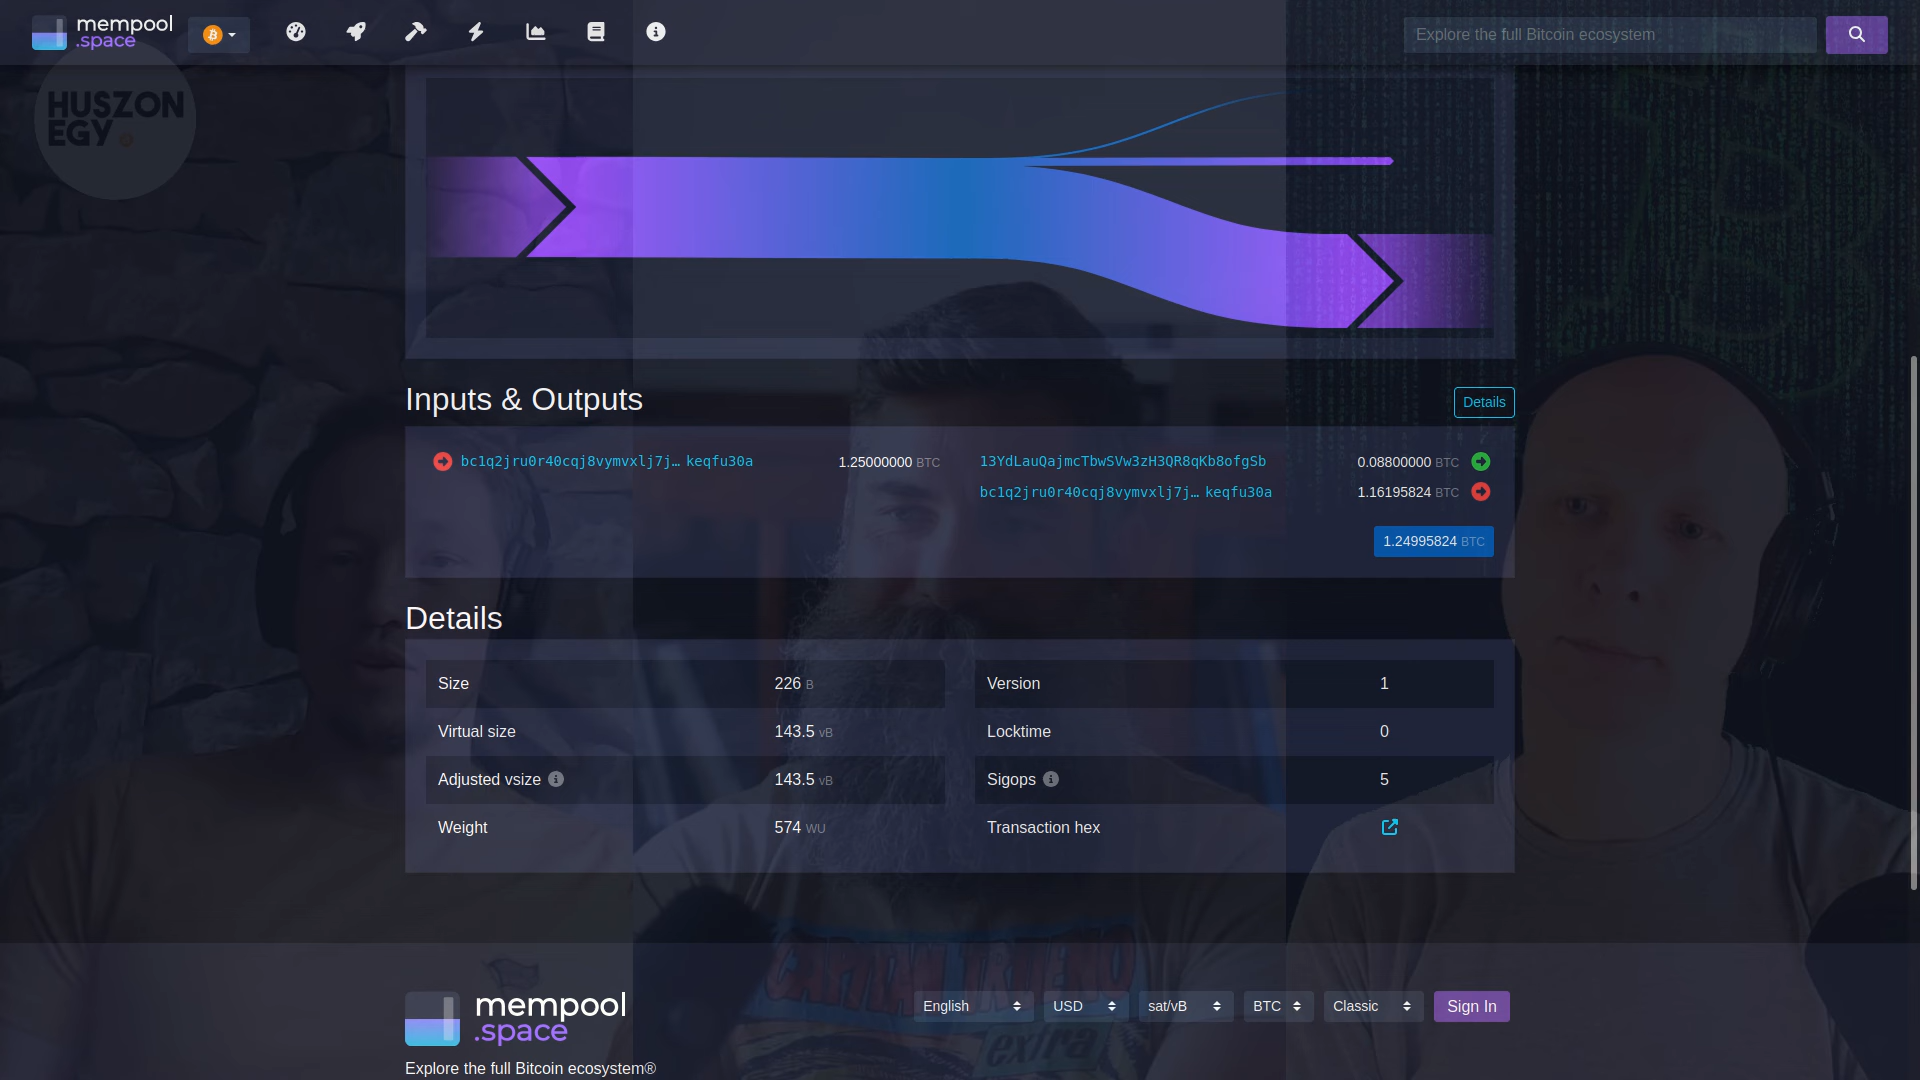 mempool
.space
Explore the full Bitcoin ecosystem
HUSZON
EGY
Inputs & Outputs
Details
bc1q2jru0r40cqj8vymvxlj7j… keqfu30a 1.25000000 BTC
13YdLauQajmcTbwSVw3zH3QR8qKb8ofgSb 0.08800000 BTC
bc1q2jru0r40cqj8vymvxlj7j… keqfu30a 1.16195824 BTC
1.24995824 BTC
Details
Size 226 B
Version 1
Virtual size 143.5 vB
Locktime 0
Adjusted vsize 143.5 vB
Sigops 5
Weight 574 WU
Transaction hex
extra
mempool
.space
English USD sat/vB BTC Classic Sign In
Explore the full Bitcoin ecosystem®